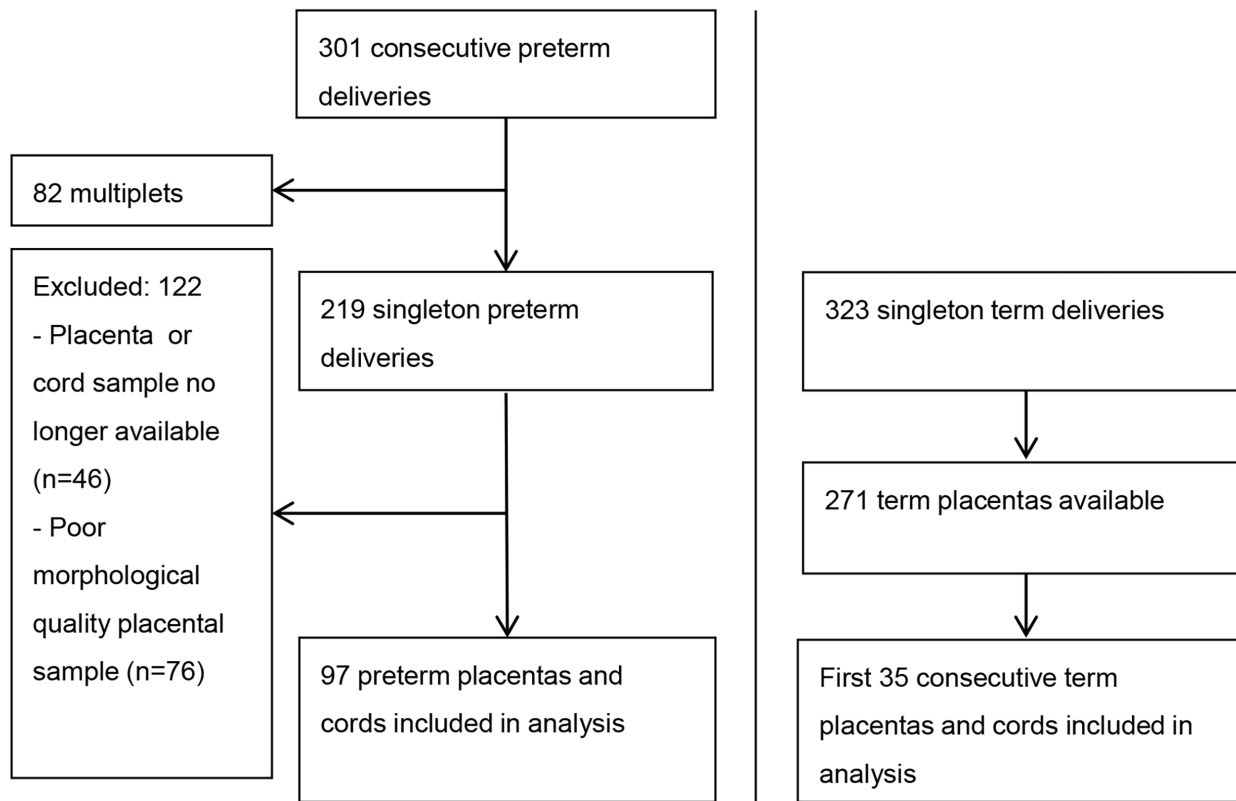 301 consecutive preterm
deliveries
82 multiplets
Excluded: 122
- Placenta or
cord sample no
longer available
(n=46)
- Poor
morphological
quality placental
sample (n=76)
219 singleton preterm
deliveries
97 preterm placentas and
cords included in analysis
323 singleton term deliveries
271 term placentas available
First 35 consecutive term
placentas and cords included in
analysis